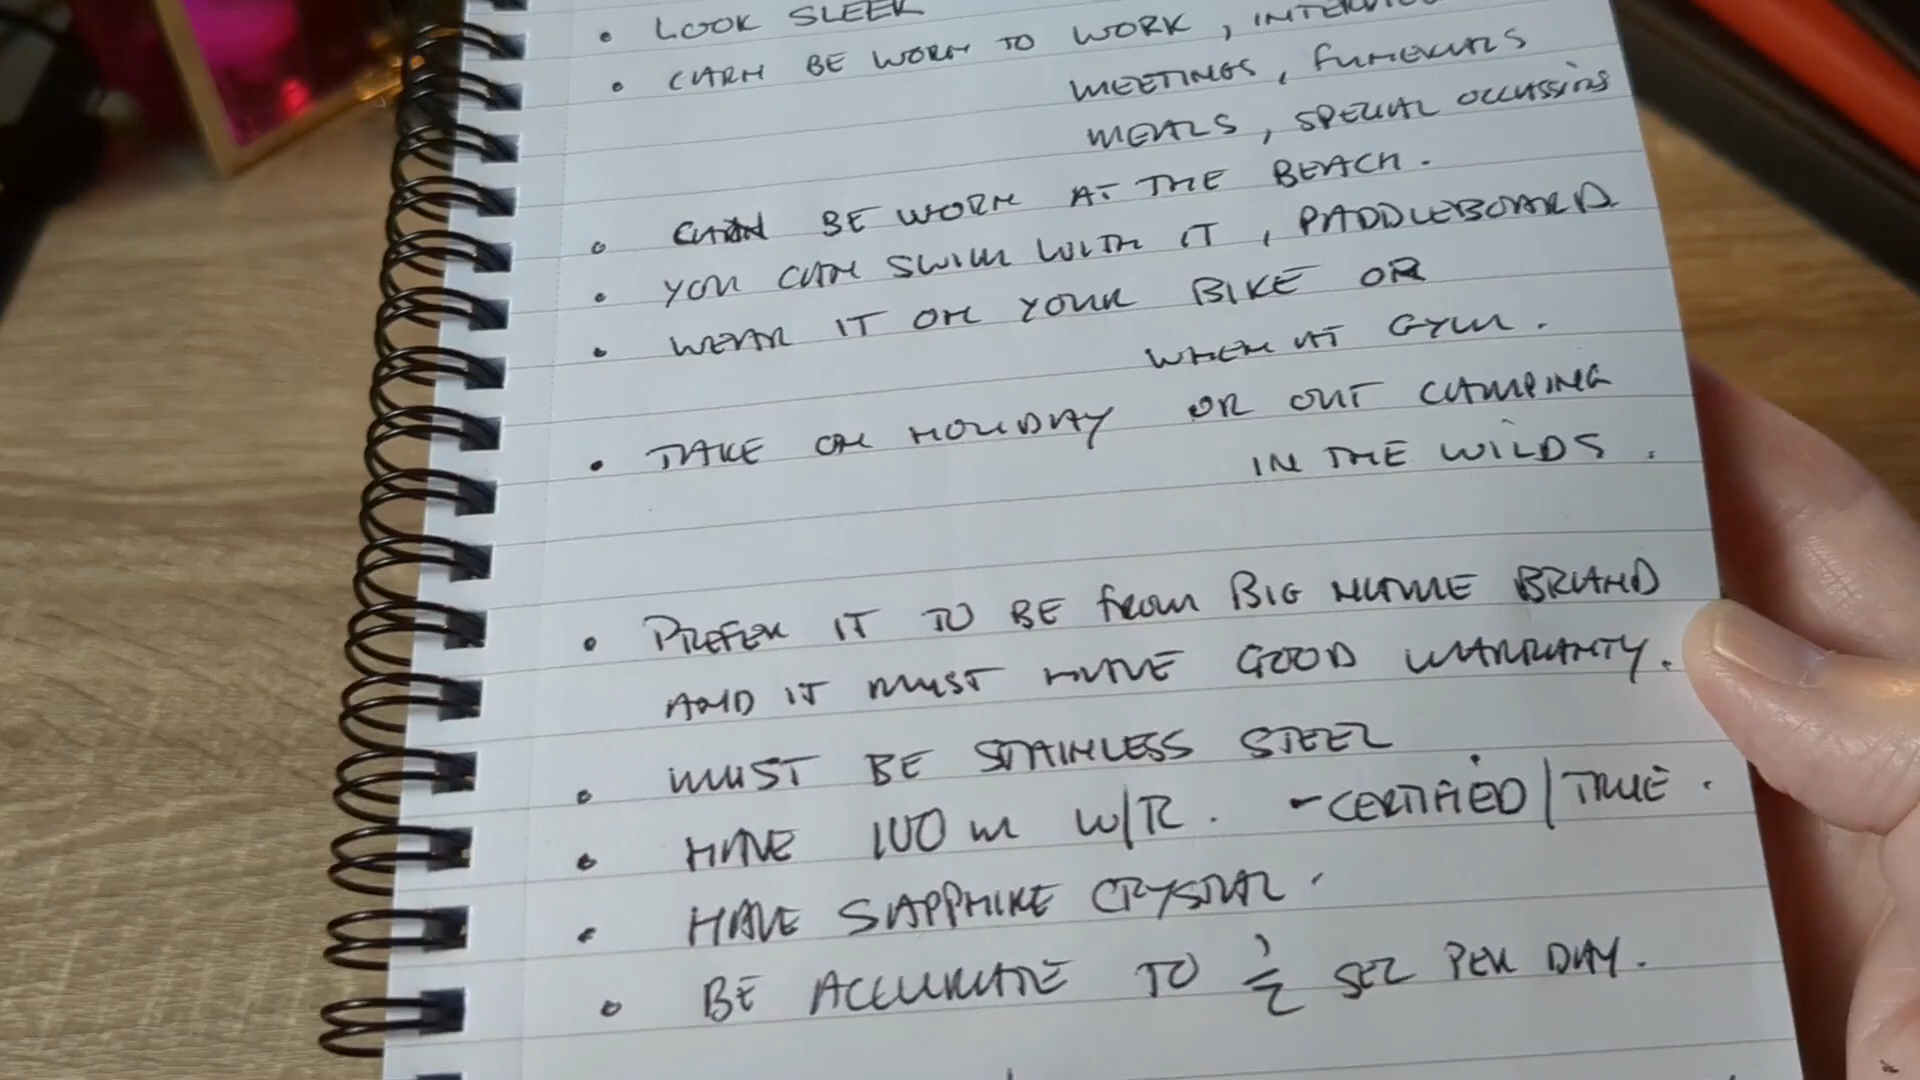 • LOOK SLEEK
• CAN BE WORN TO WORK, INTERVIEWS
MEETINGS, FUNERALS
MEALS, SPECIAL OCCASSIONS
• CAN BE WORN AT THE BEACH.
• YOU CAN SWIM WITH IT, PADDLEBOARD
• WEAR IT ON YOUR BIKE OR
WHEN AT GYM.
• TAKE ON HOLIDAY OR OUT CAMPING
IN THE WILDS.
• PREFER IT TO BE from BIG NAME BRAND
AND IT MUST HAVE GOOD WARRANTY.
• MUST BE STAINLESS STEEL
• HAVE 100m W/R. - CERTIFIED/TRUE.
• HAVE SAPPHIRE CRYSTAL.
• BE ACCURATE TO 1/2 SEC PER DAY.